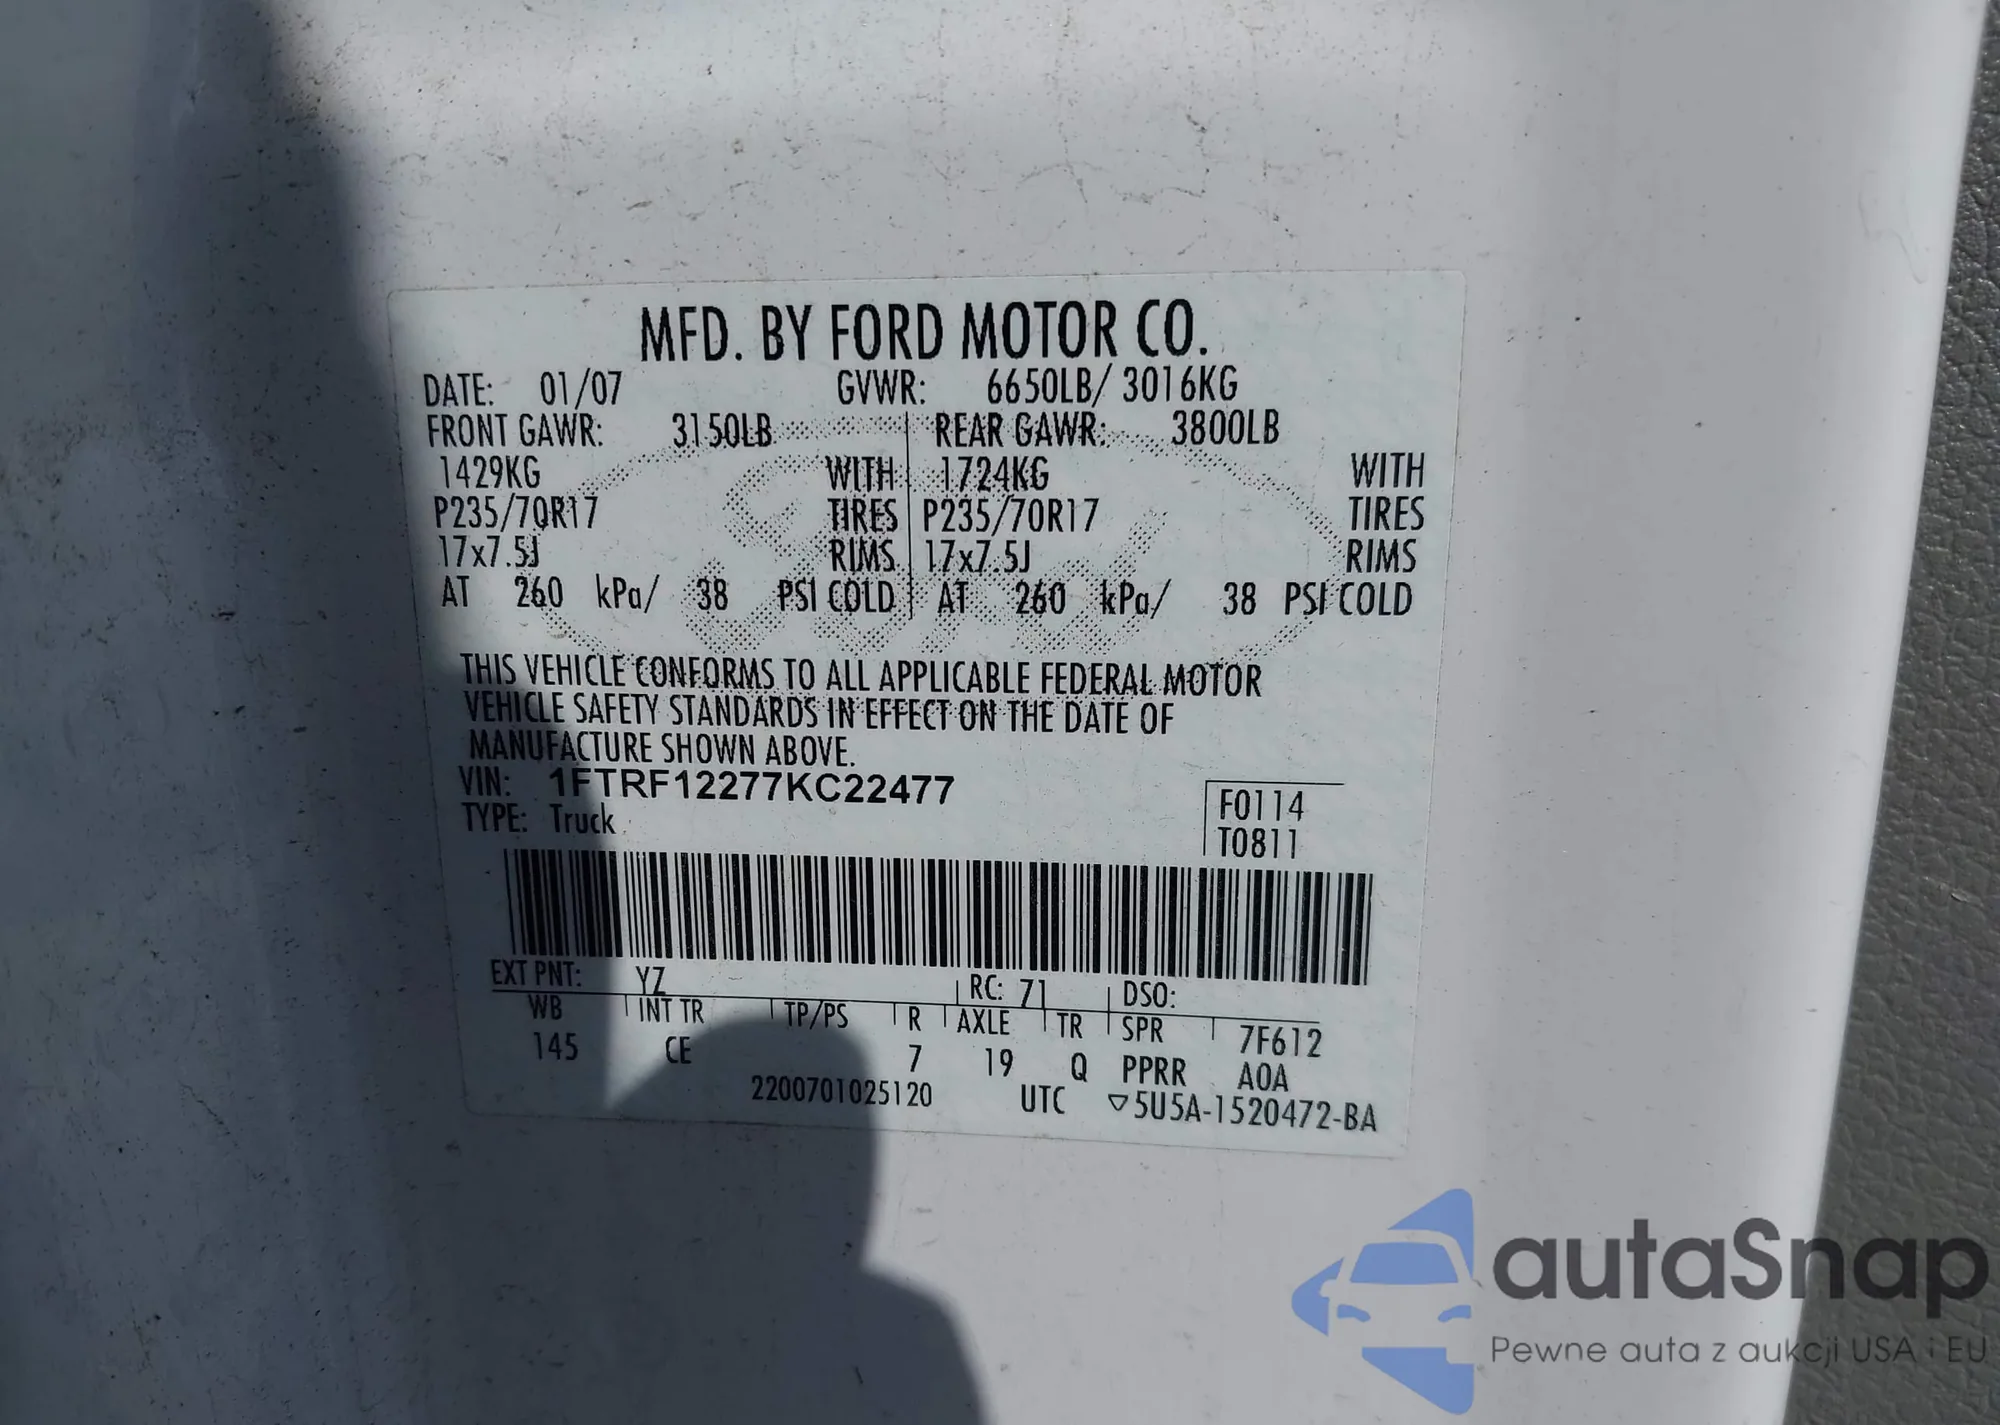 MFD. BY FORD MOTOR CO.
DATE: 01/07 GVWR: 6650LB/ 3016KG
FRONT GAWR: 3150LB REAR GAWR: 3800LB
1429KG WITH 1724KG WITH
P235/70R17 TIRES P235/70R17 TIRES
17x7.5J RIMS 17x7.5J RIMS
AT 260 kPa/ 38 PSI COLD AT 260 kPa/ 38 PSI COLD
THIS VEHICLE CONFORMS TO ALL APPLICABLE FEDERAL MOTOR
VEHICLE SAFETY STANDARDS IN EFFECT ON THE DATE OF
MANUFACTURE SHOWN ABOVE.
VIN: 1FTRF12277KC22477
TYPE: Truck
F0114
T0811
EXT PNT: YZ RC: 71 DSO:
WB INT TR TP/PS R AXLE TR SPR 7F612
145 CE 7 19 Q PPRR A0A
2200701025120 UTC ▽5U5A-1520472-BA
Ford
autaSnap
Pewne auta z aukcji USA i EU